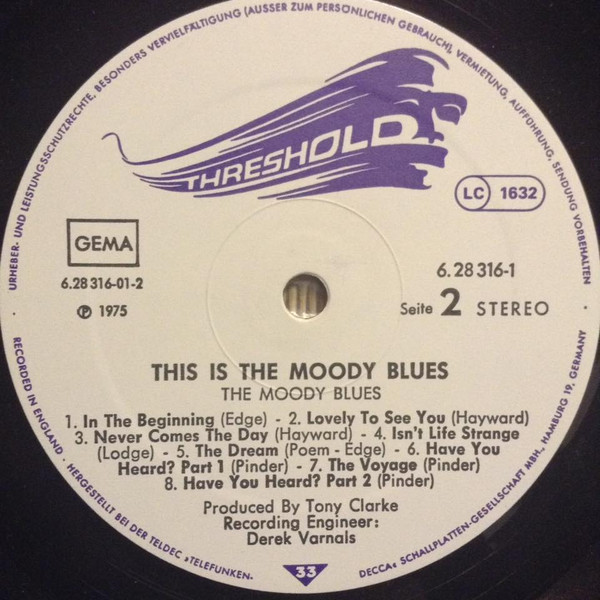 URHEBER- UND LEISTUNGSSCHUTZRECHTE, BESONDERS VERVIELFÄLTIGUNG (AUSSER ZUM PERSÖNLICHEN GEBRAUCH), VERMIETUNG, AUFFÜHRUNG, SENDUNG VORBEHALTEN
THRESHOLD
LC 1632
GEMA
6.28 316-01-2
6.28 316-1
℗ 1975
Seite 2 STEREO
THIS IS THE MOODY BLUES
THE MOODY BLUES
1. In The Beginning (Edge) - 2. Lovely To See You (Hayward)
3. Never Comes The Day (Hayward) - 4. Isn't Life Strange
(Lodge) - 5. The Dream (Poem - Edge) - 6. Have You
Heard? Part 1 (Pinder) - 7. The Voyage (Pinder)
8. Have You Heard? Part 2 (Pinder)
Produced By Tony Clarke
Recording Engineer:
Derek Varnals
33
RECORDED IN ENGLAND · HERGESTELLT BEI DER TELDEC »TELEFUNKEN-DECCA« SCHALLPLATTEN-GESELLSCHAFT MBH., HAMBURG 19, GERMANY